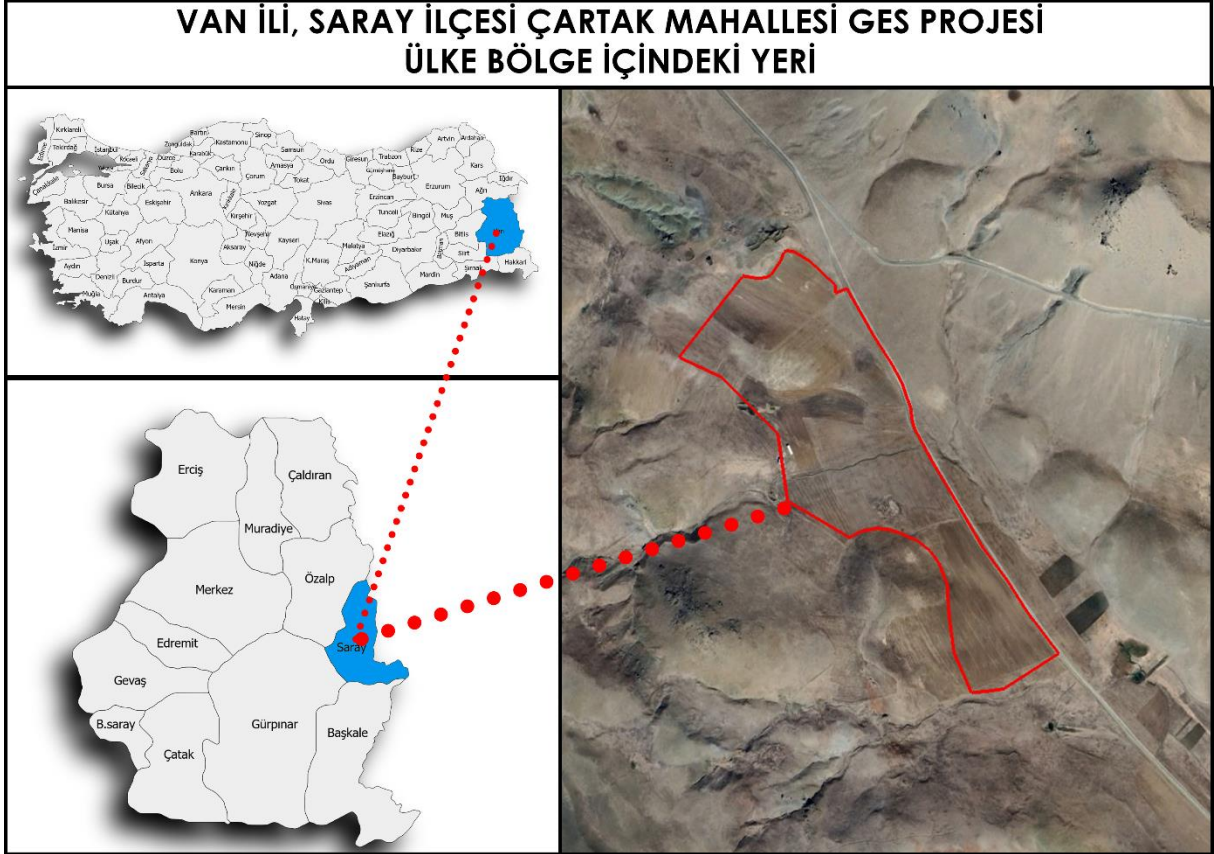 VAN İLİ, SARAY İLÇESİ ÇARTAK MAHALLESİ GES PROJESİ
ÜLKE BÖLGE İÇİNDEKİ YERİ
Kırklareli
Edirne
Tekirdağ
İstanbul
Kocaeli
Yalova
Sakarya
Düzce
Zonguldak
Bartın
Karabük
Kastamonu
Sinop
Samsun
Ordu
Giresun
Trabzon
Rize
Artvin
Ardahan
Çanakkale
Bursa
Bilecik
Bolu
Çankırı
Çorum
Amasya
Tokat
Gümüşhane
Bayburt
Erzurum
Kars
Iğdır
Ağrı
Balıkesir
Kütahya
Eskişehir
Ankara
Kırıkkale
Yozgat
Sivas
Erzincan
Tunceli
Bingöl
Muş
Manisa
Uşak
Afyon
Kırşehir
Nevşehir
Kayseri
Malatya
Elazığ
Diyarbakır
Batman
Bitlis
Siirt
İzmir
Aydın
Denizli
Isparta
Konya
Aksaray
Niğde
K.Maraş
Adıyaman
Mardin
Şırnak
Hakkari
Muğla
Burdur
Antalya
Karaman
Mersin
Adana
Osmaniye
Gaziantep
Kilis
Şanlıurfa
Hatay
Erciş
Çaldıran
Muradiye
Özalp
Merkez
Edremit
Saray
Gevaş
B.saray
Çatak
Gürpınar
Başkale